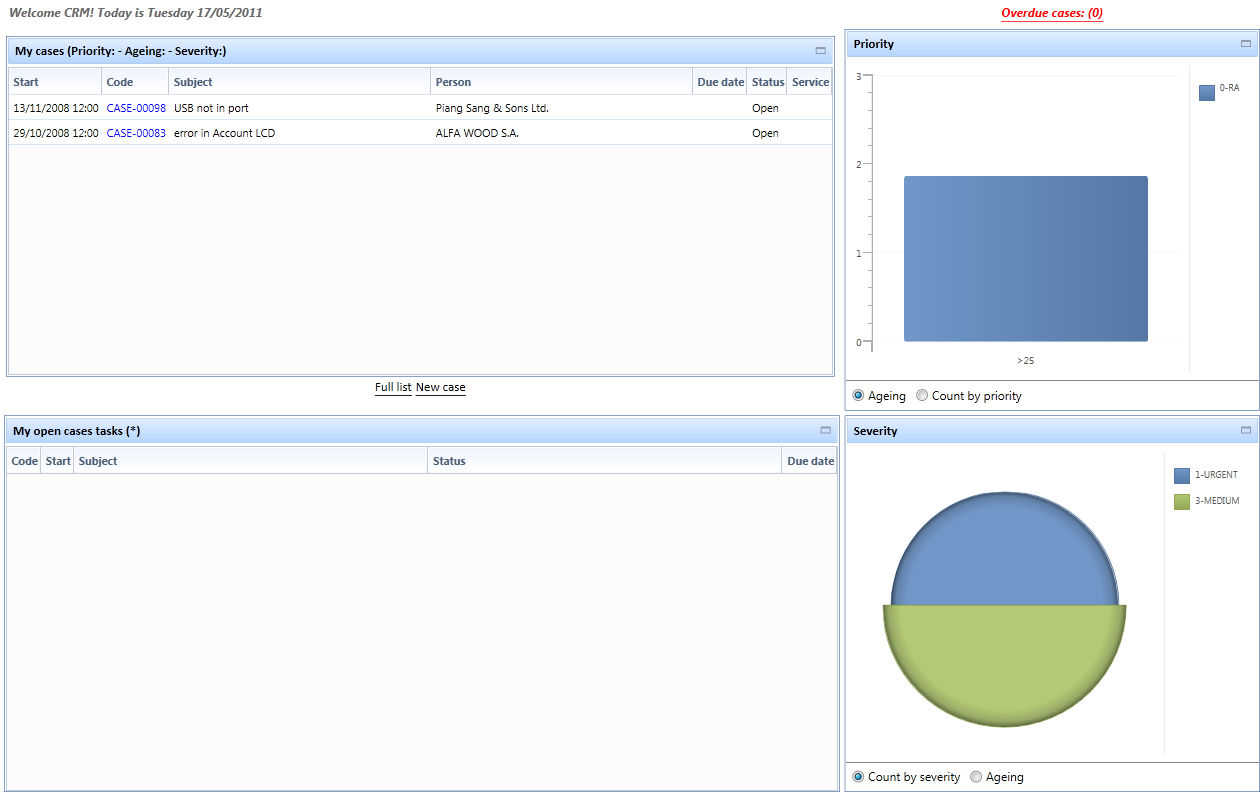 Welcome CRM! Today is Tuesday 17/05/2011
Overdue cases: (0)
My cases (Priority: - Ageing: - Severity:)
Start Code Subject Person Due date Status Service
13/11/2008 12:00 CASE-00098 USB not in port Piang Sang & Sons Ltd. Open
29/10/2008 12:00 CASE-00083 error in Account LCD ALFA WOOD S.A. Open
Full list New case
Priority
3
2
1
0
>25
0-RA
Ageing Count by priority
My open cases tasks (*)
Code Start Subject Status Due date
Severity
1-URGENT
3-MEDIUM
Count by severity Ageing